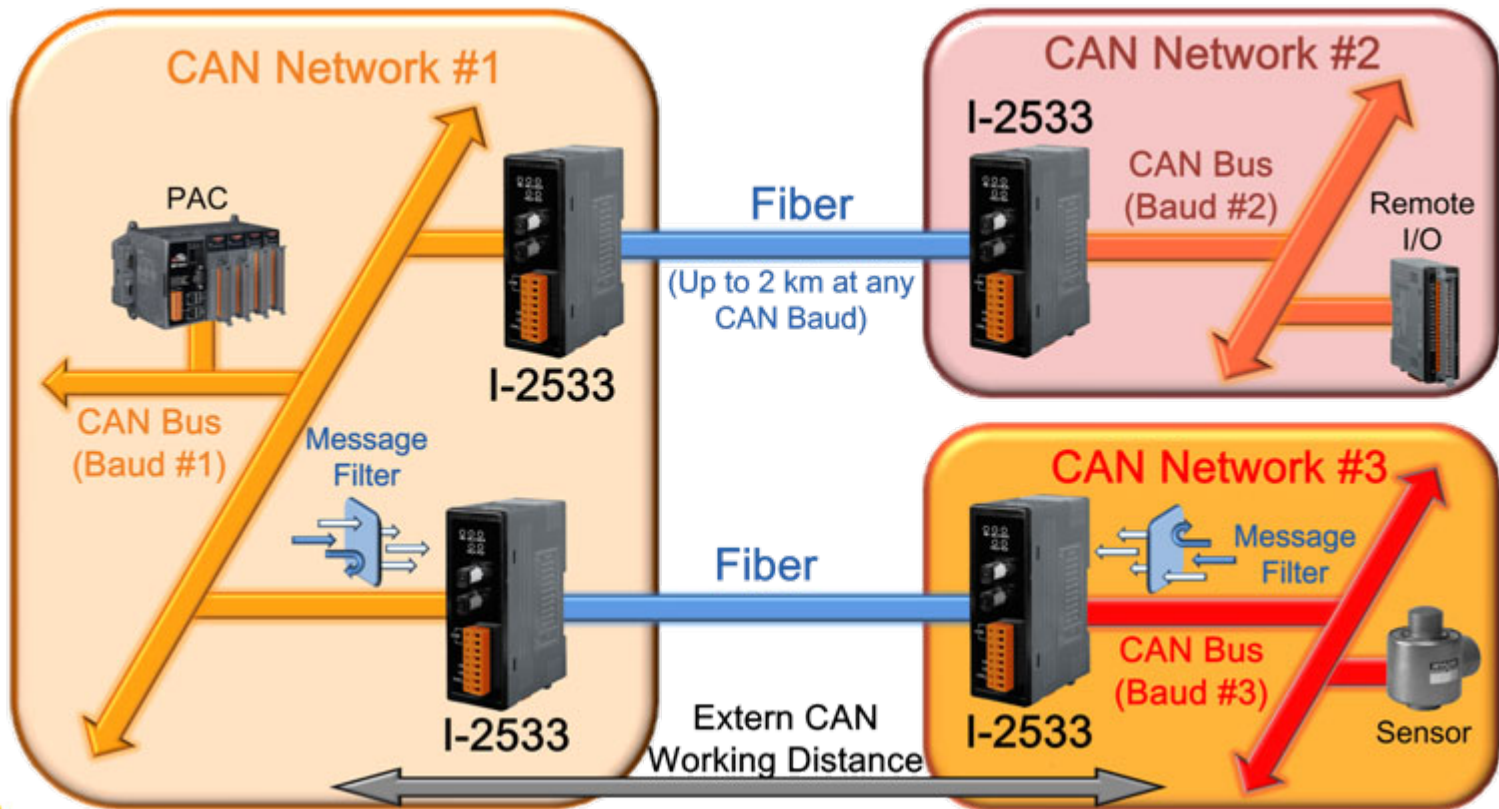 CAN Network #1
PAC
CAN Bus
(Baud #1)
I-2533
Message
Filter
I-2533
Fiber
(Up to 2 km at any
CAN Baud)
Fiber
Extern CAN
Working Distance
CAN Network #2
I-2533
CAN Bus
(Baud #2)
Remote
I/O
CAN Network #3
Message
Filter
I-2533
CAN Bus
(Baud #3)
Sensor